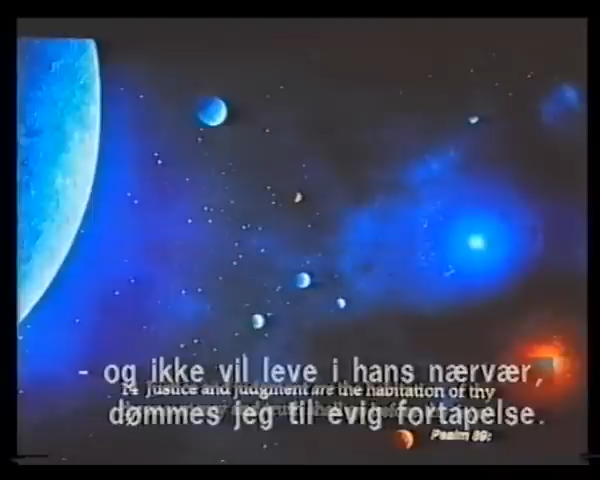 - og ikke vil leve i hans nærvær,
14 Justice and judgment are the habitation of thy
dømmes jeg til evig fortapelse.
Psalm 89: